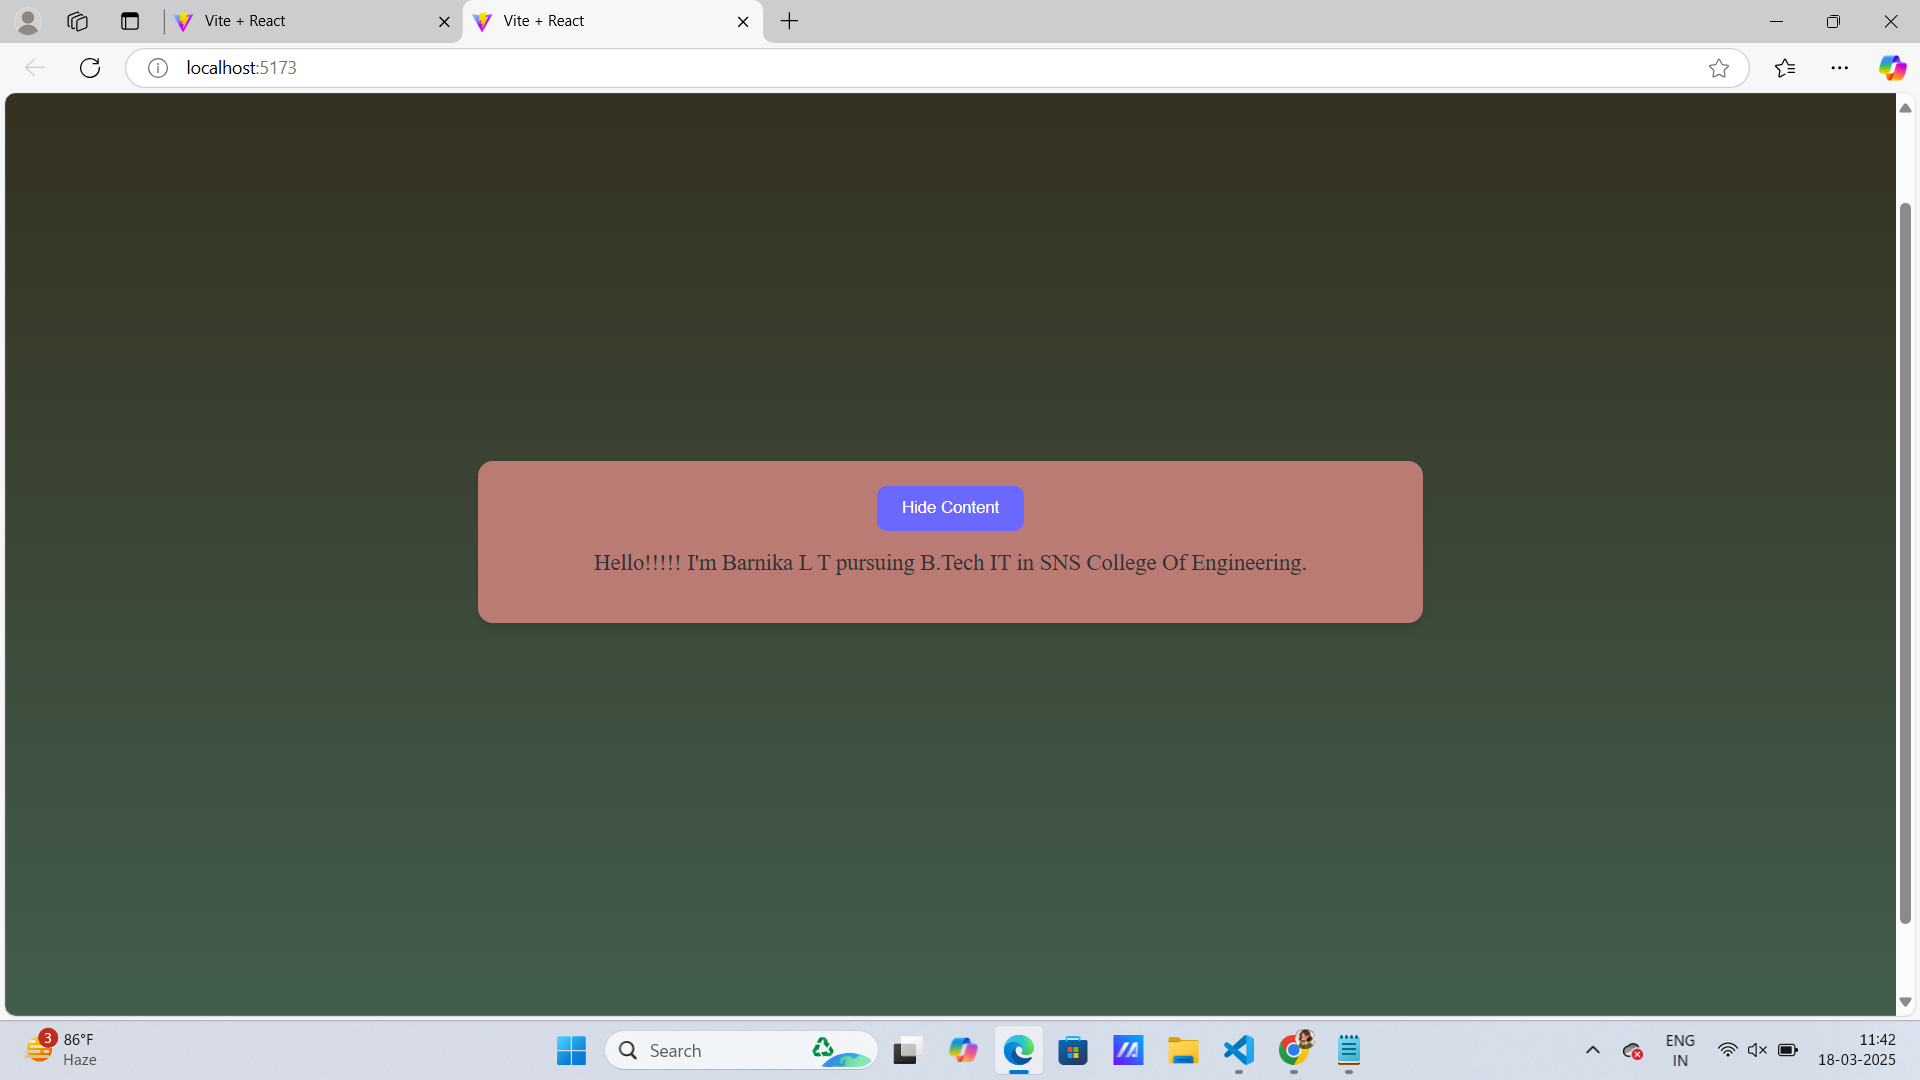 Vite + React
Vite + React
localhost:5173
Hide Content
Hello!!!!! I'm Barnika L T pursuing B.Tech IT in SNS College Of Engineering.
3
86°F
Haze
Search
ENG
IN
11:42
18-03-2025